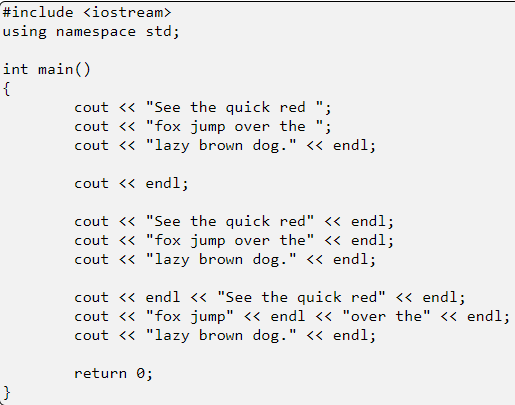 #include <iostream>
using namespace std;

int main()
{
        cout << "See the quick red ";
        cout << "fox jump over the ";
        cout << "lazy brown dog." << endl;

        cout << endl;

        cout << "See the quick red" << endl;
        cout << "fox jump over the" << endl;
        cout << "lazy brown dog." << endl;

        cout << endl << "See the quick red" << endl;
        cout << "fox jump" << endl << "over the" << endl;
        cout << "lazy brown dog." << endl;

        return 0;
}